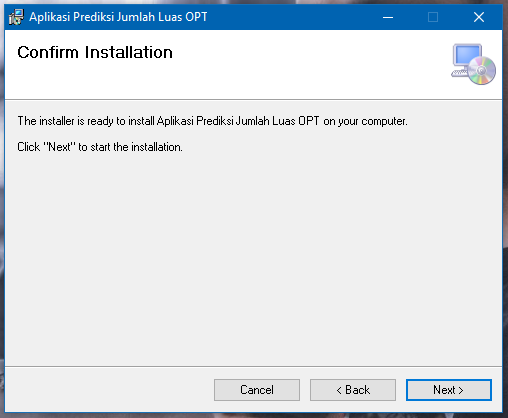 Aplikasi Prediksi Jumlah Luas OPT
Confirm Installation
The installer is ready to install Aplikasi Prediksi Jumlah Luas OPT on your computer.
Click "Next" to start the installation.
Cancel
< Back
Next >